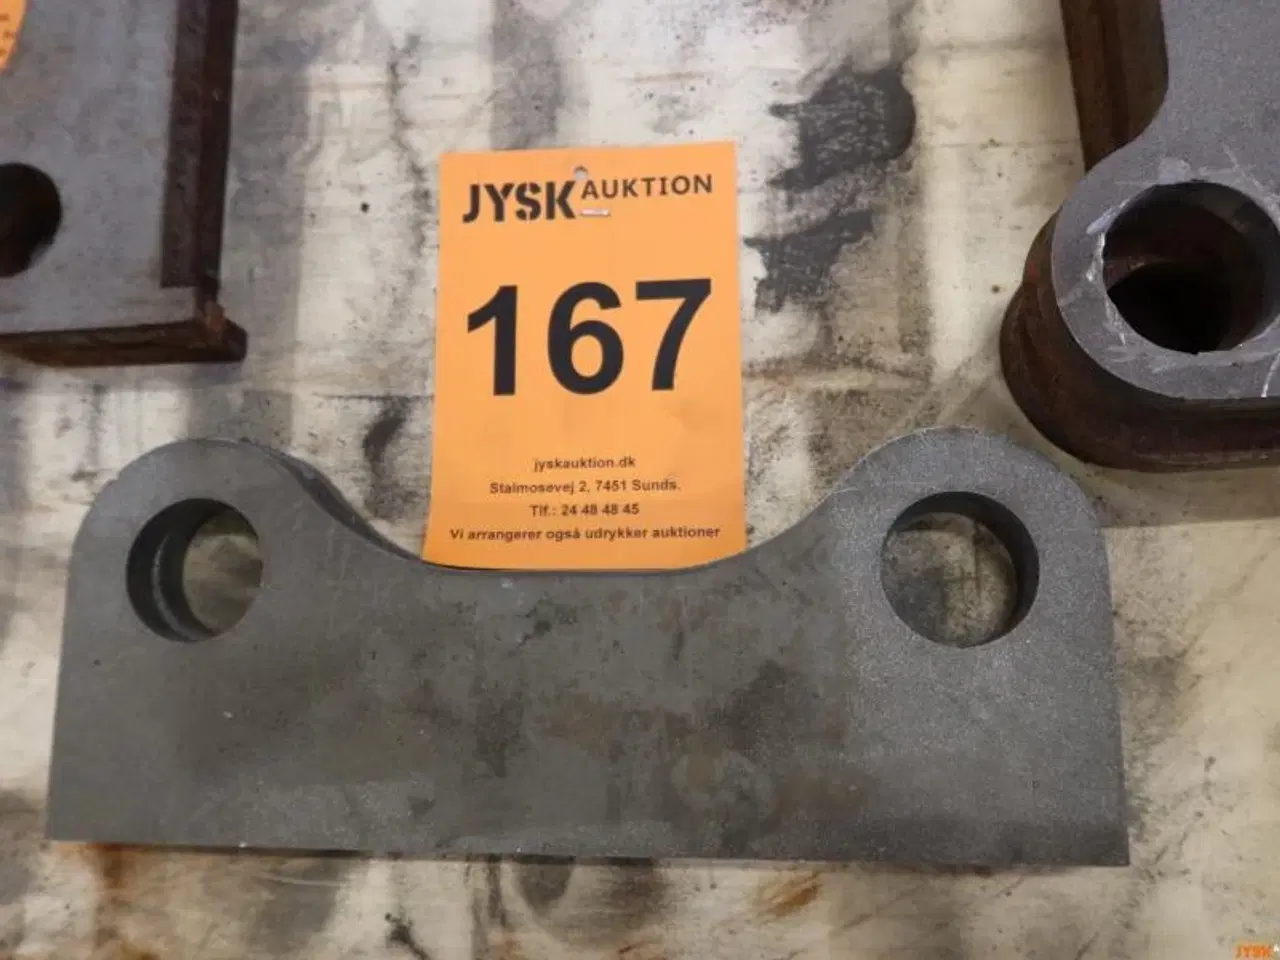 JYSK AUKTION
167
jyskauktion.dk
Stalmosevej 2, 7451 Sunds.
Tlf.: 24 48 48 45
Vi arrangerer også udrykker auktioner
JYSK